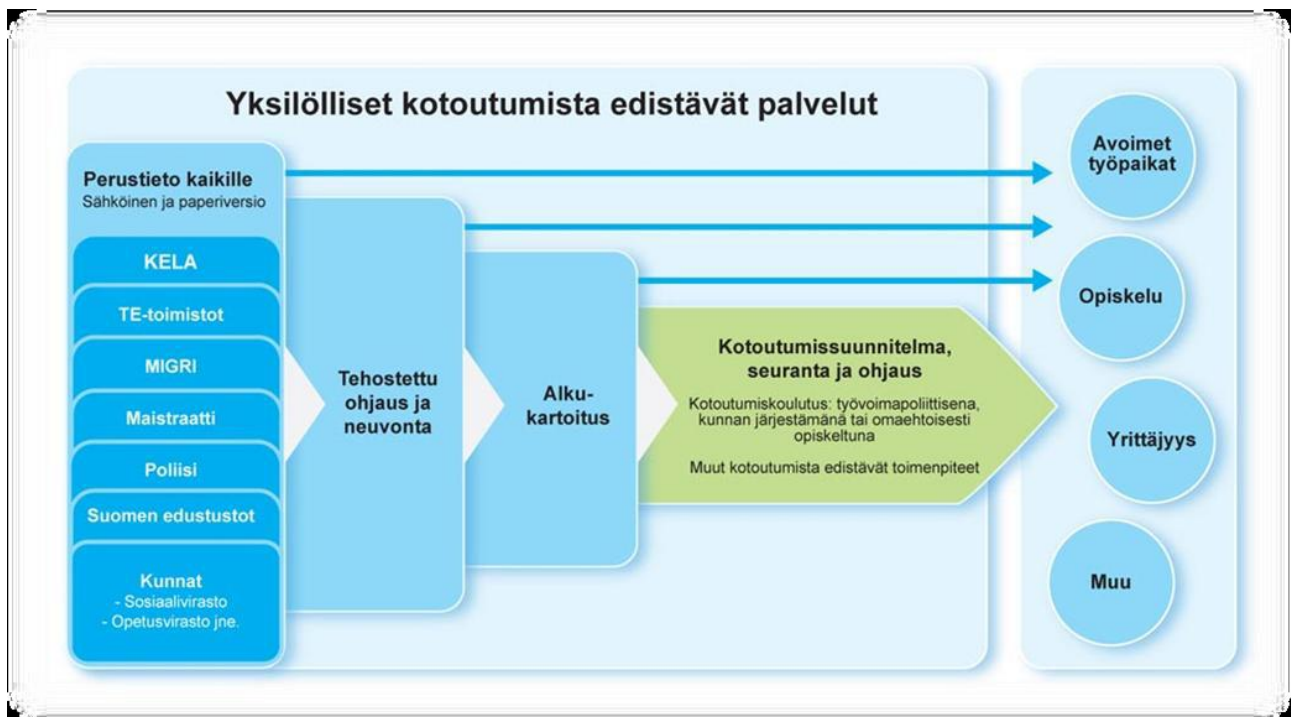 Yksilölliset kotoutumista edistävät palvelut
Perustieto kaikille
Sähköinen ja paperiversio
KELA
TE-toimistot
MIGRI
Maistraatti
Poliisi
Suomen edustustot
Kunnat
- Sosiaalivirasto
- Opetusvirasto jne.
Tehostettu
ohjaus ja
neuvonta
Alku-
kartoitus
Kotoutumissuunnitelma,
seuranta ja ohjaus
Kotoutumiskoulutus: työvoimapoliittisena,
kunnan järjestämänä tai omaehtoisesti
opiskeltuna
Muut kotoutumista edistävät toimenpiteet
Avoimet
työpaikat
Opiskelu
Yrittäjyys
Muu